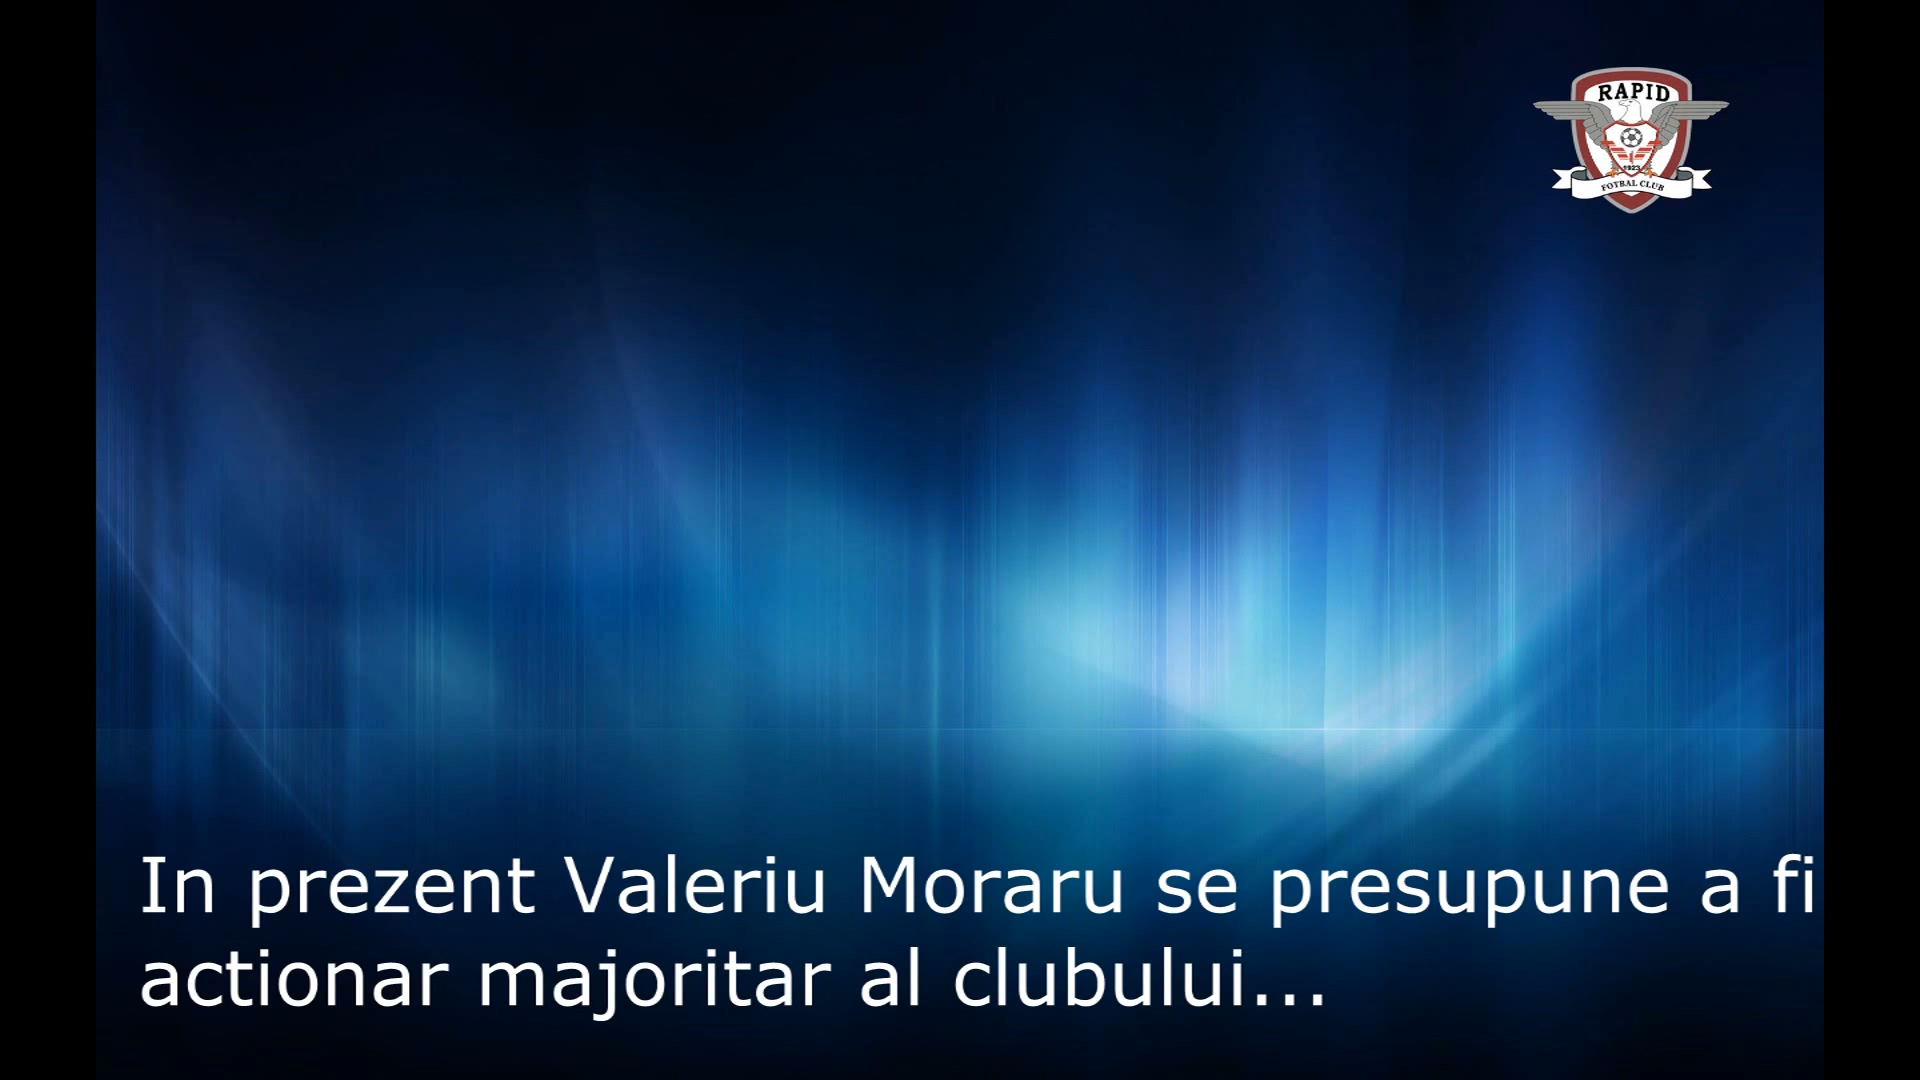 RAPID
1923
FOTBAL CLUB
In prezent Valeriu Moraru se presupune a fi
actionar majoritar al clubului...